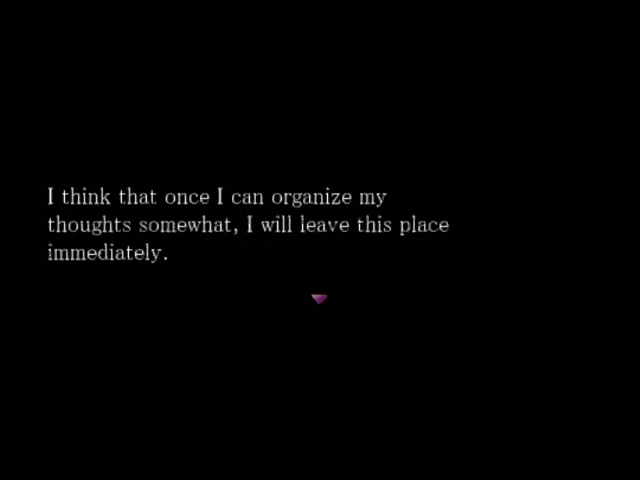 I think that once I can organize my
thoughts somewhat, I will leave this place
immediately.